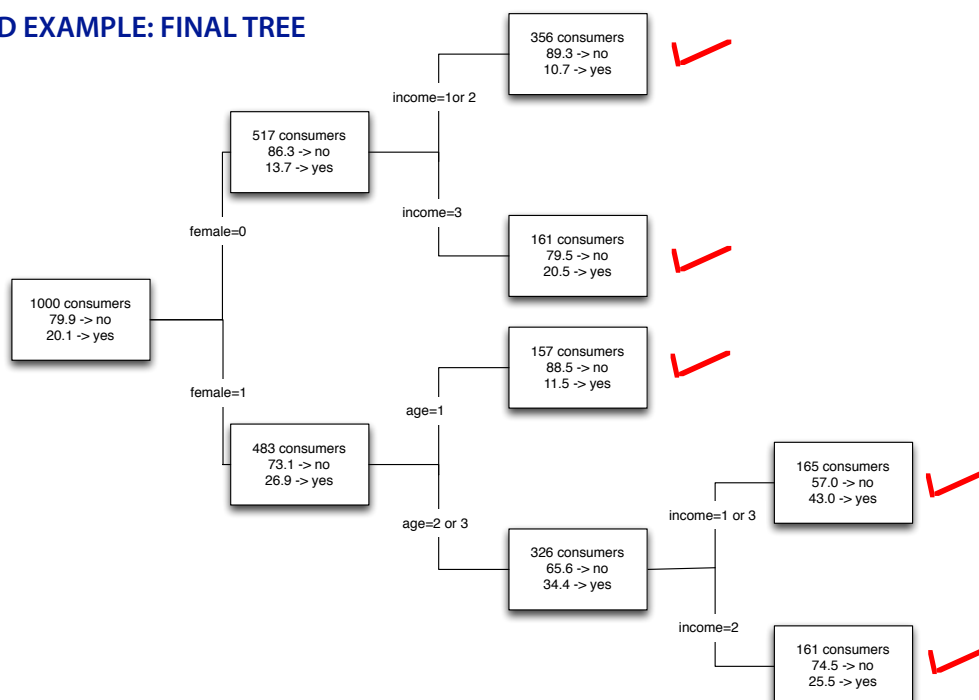 D EXAMPLE: FINAL TREE
356 consumers
89.3 -> no
10.7 -> yes
income=1or 2
517 consumers
86.3 -> no
13.7 -> yes
income=3
female=0
161 consumers
79.5 -> no
20.5 -> yes
1000 consumers
79.9 -> no
20.1 -> yes
157 consumers
88.5 -> no
11.5 -> yes
female=1
age=1
483 consumers
73.1 -> no
26.9 -> yes
165 consumers
57.0 -> no
43.0 -> yes
age=2 or 3
income=1 or 3
326 consumers
65.6 -> no
34.4 -> yes
income=2
161 consumers
74.5 -> no
25.5 -> yes